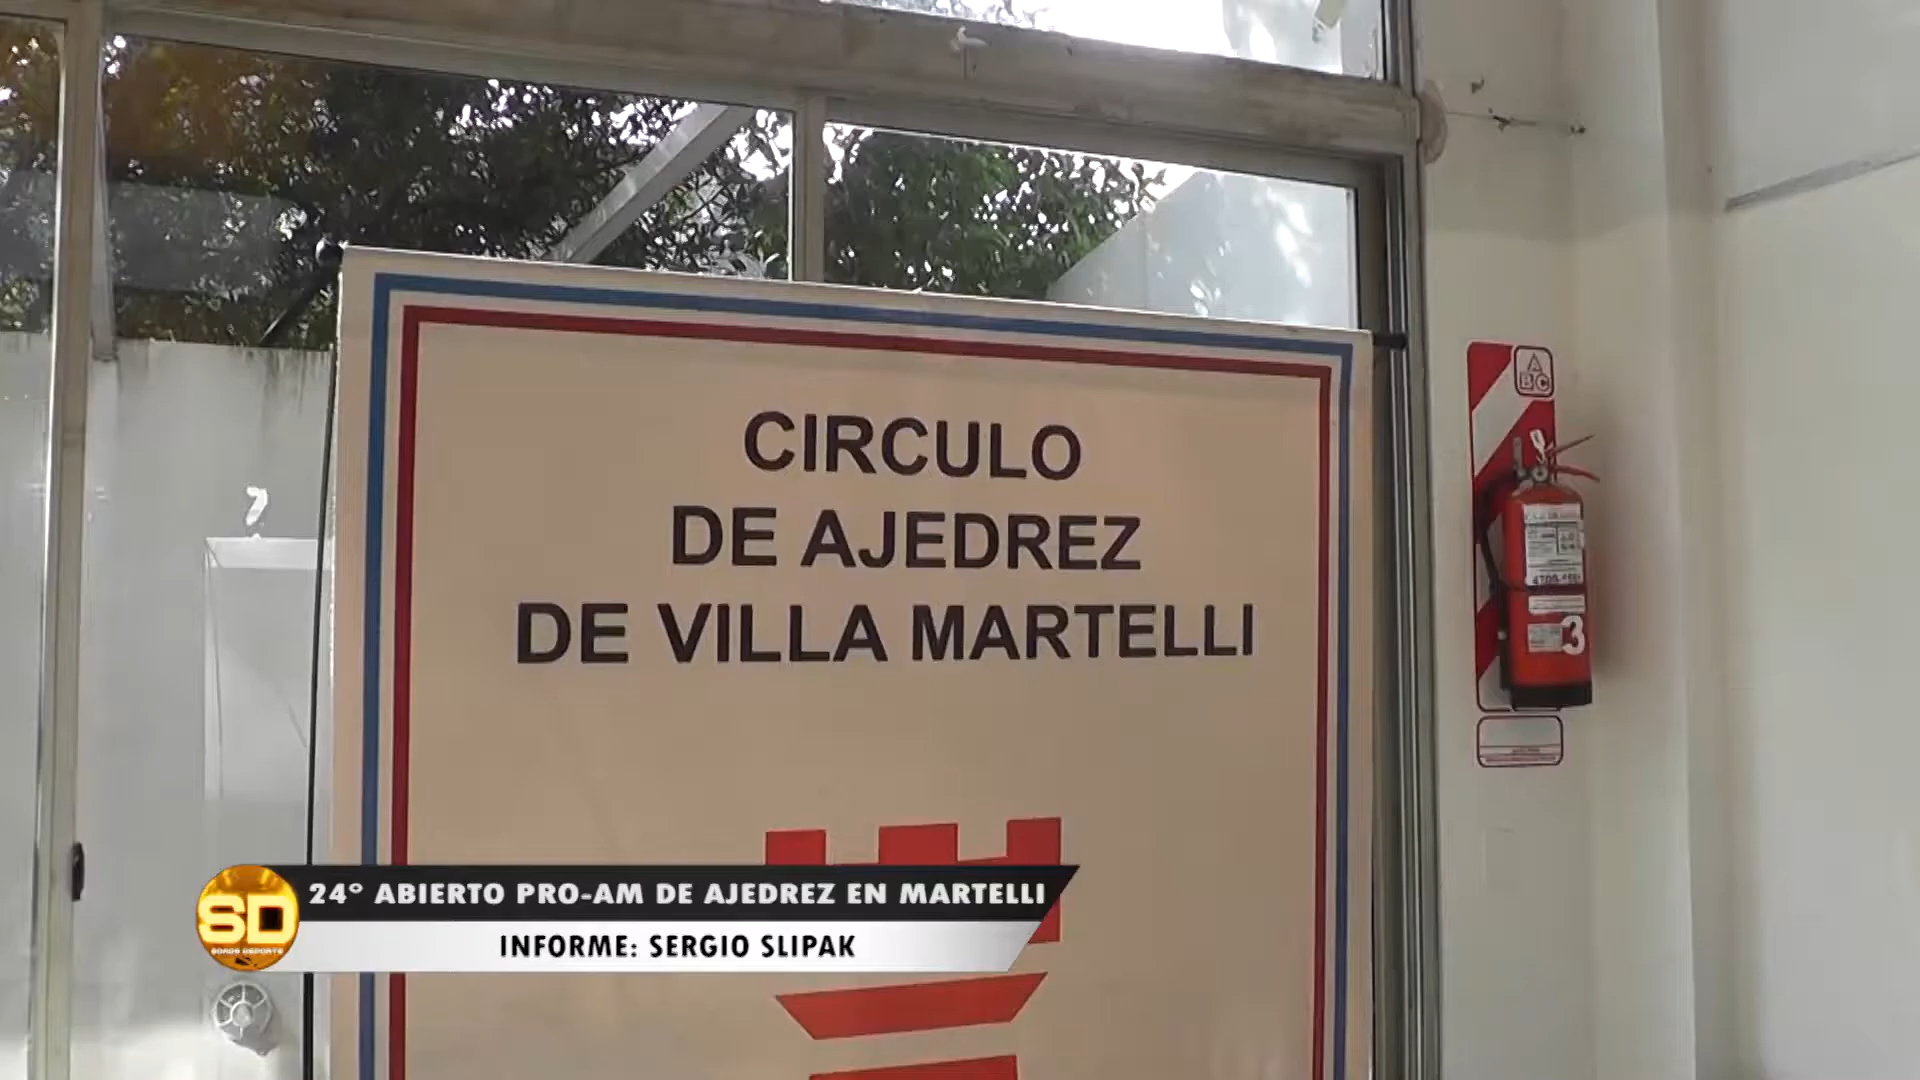 CIRCULO
DE AJEDREZ
DE VILLA MARTELLI
A
B C
3
24° ABIERTO PRO-AM DE AJEDREZ EN MARTELLI
INFORME: SERGIO SLIPAK
SD